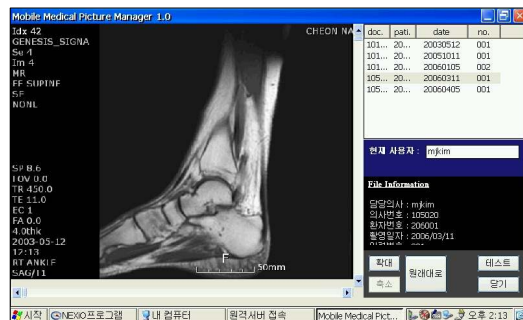 Mobile Medical Picture Manager 1.0
Idx 42
GENESIS_SIGNA
Se 4
Im 4
MR
FF SUPINE
SE
NONL
CHEON NA
SP 8.6
TOV 0.0
TR 450.0
TE 11.0
EC 1
FA 0.0
4.0thk
2003-05-12
12:13
RT ANKLE
SAG/T1
F
50mm
doc. pati. date no.
101... 20... 20030512 001
101... 20... 20051011 001
101... 20... 20060105 002
105... 20... 20060311 001
105... 20... 20060405 001
현재 사용자 : mjkim
File Information
담당의사 : mjkim
의사번호 : 105020
환자번호 : 206001
촬영일자 : 2006/03/11
확대
축소
원래대로
테스트
닫기
시작 NEXIO프로그램 내 컴퓨터 원격서버 접속 Mobile Medical Pict... 오후 2:13